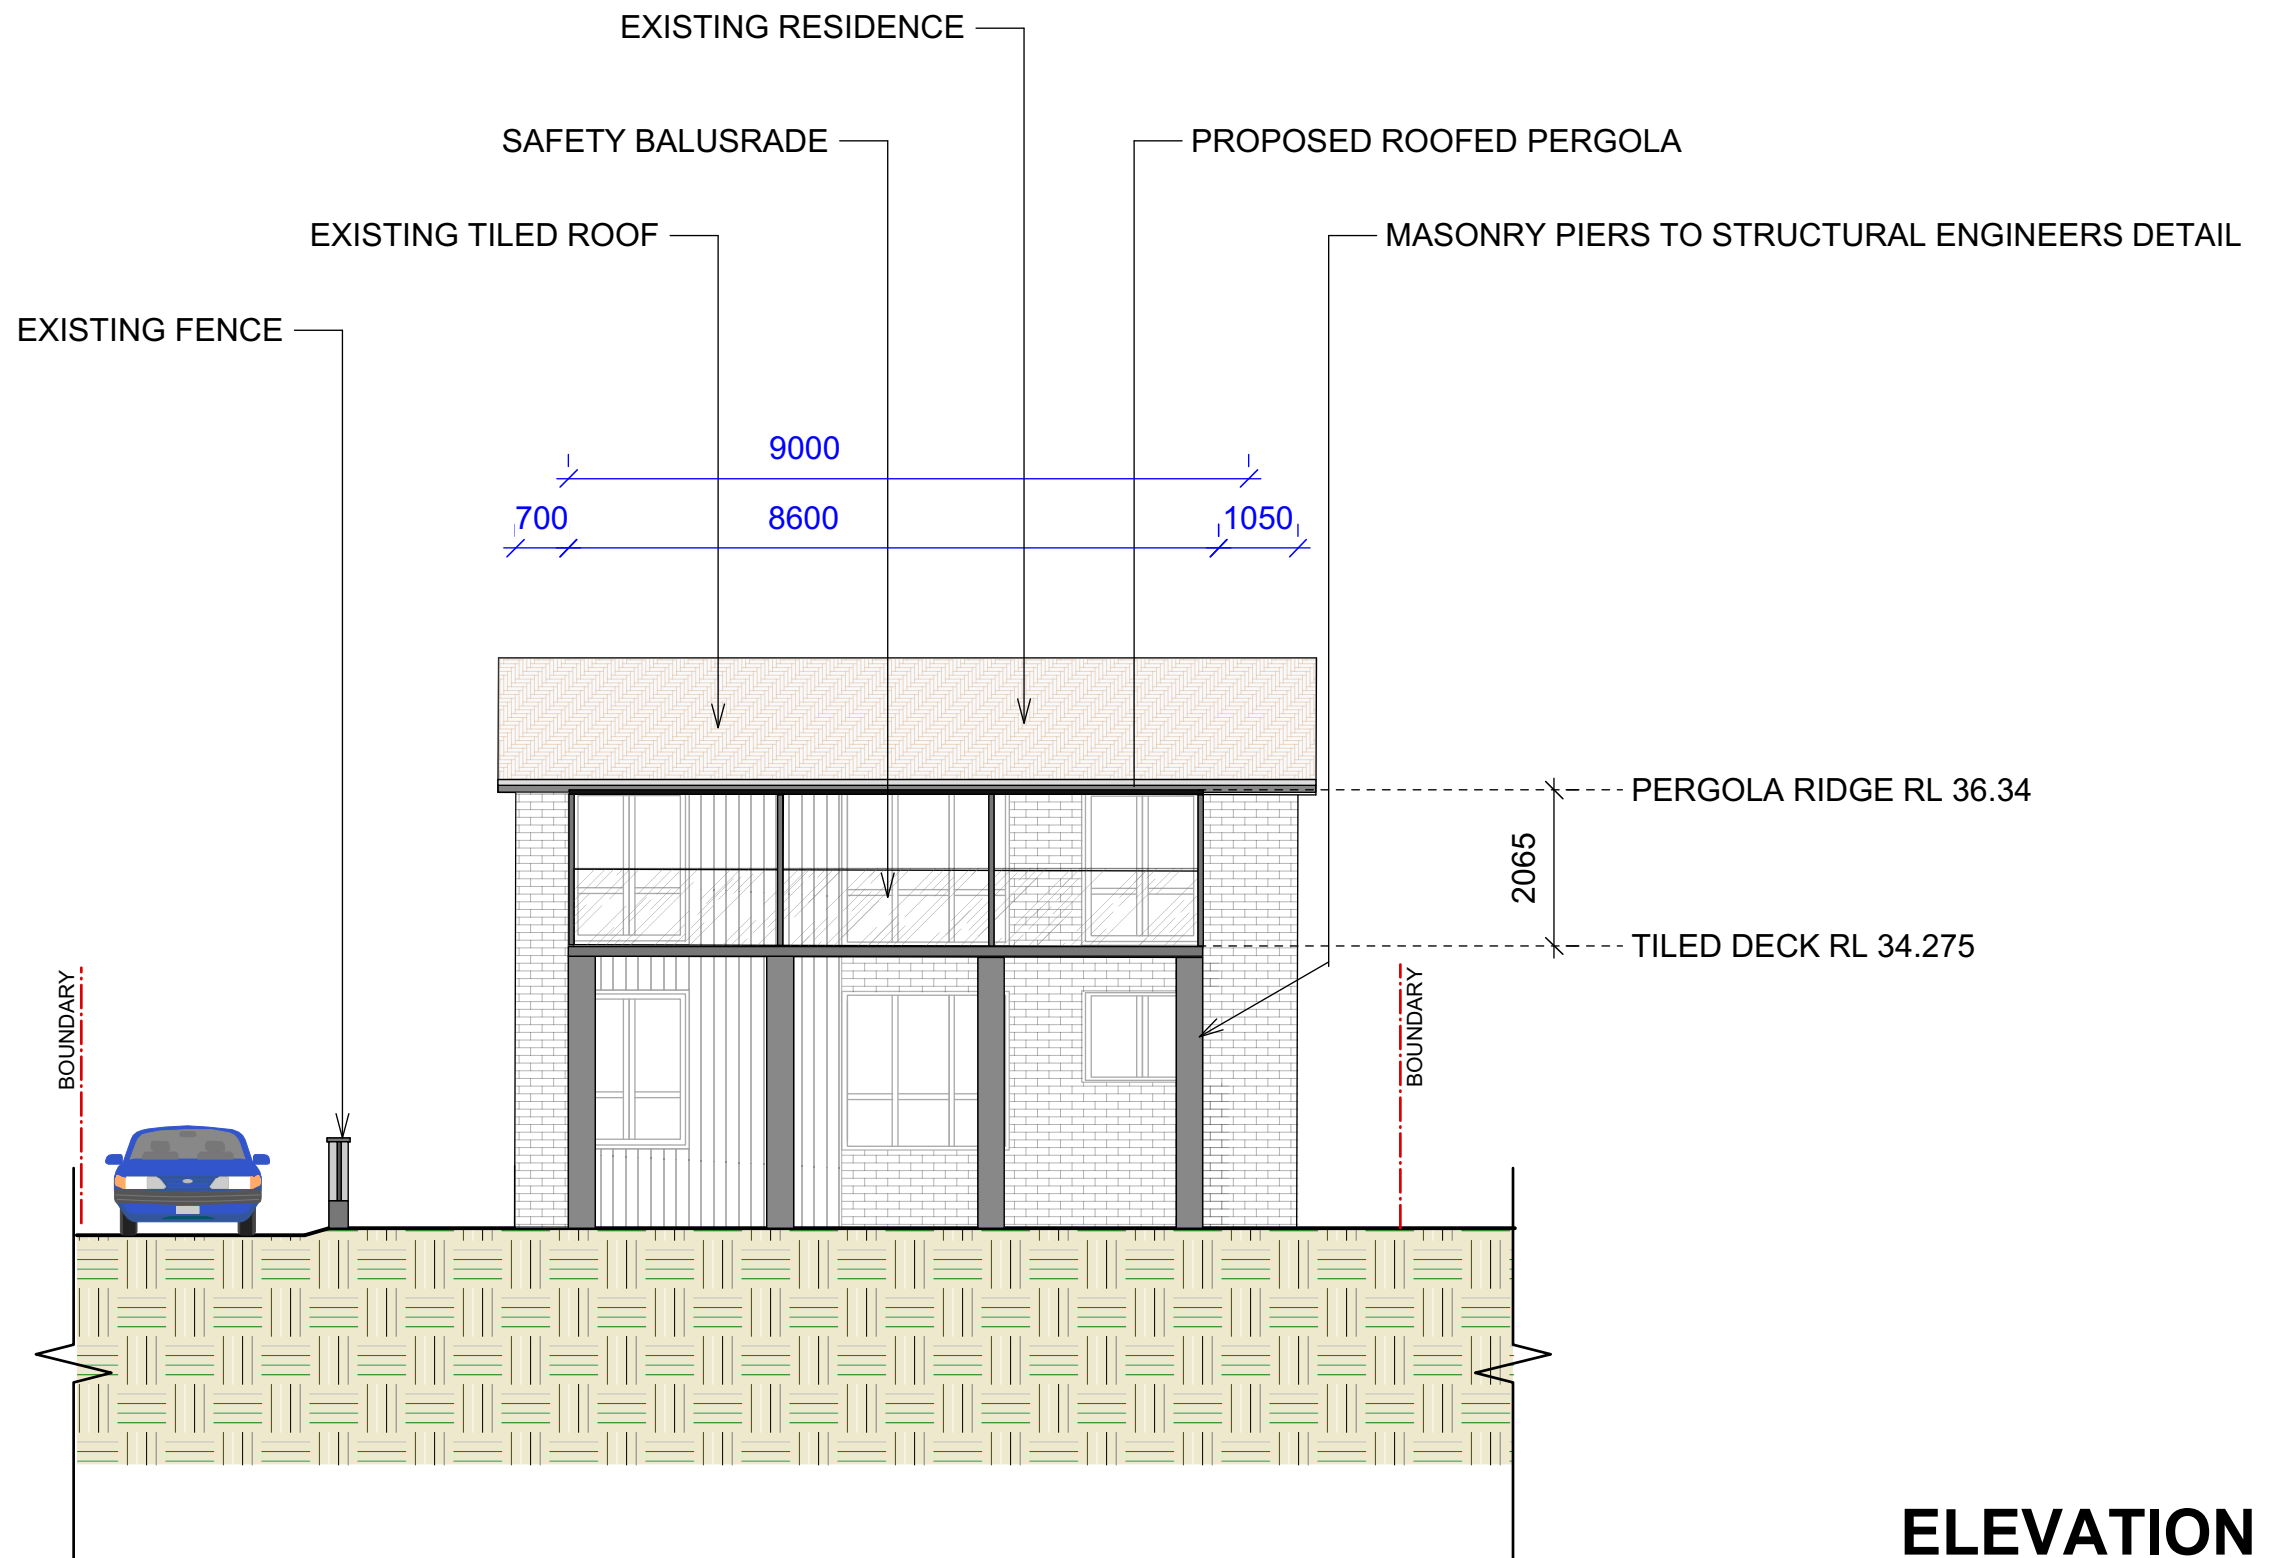 EXISTING RESIDENCE
SAFETY BALUSRADE
PROPOSED ROOFED PERGOLA
EXISTING TILED ROOF
MASONRY PIERS TO STRUCTURAL ENGINEERS DETAIL
EXISTING FENCE
9000
700
8600
1050
PERGOLA RIDGE RL 36.34
2065
TILED DECK RL 34.275
BOUNDARY
BOUNDARY
ELEVATION